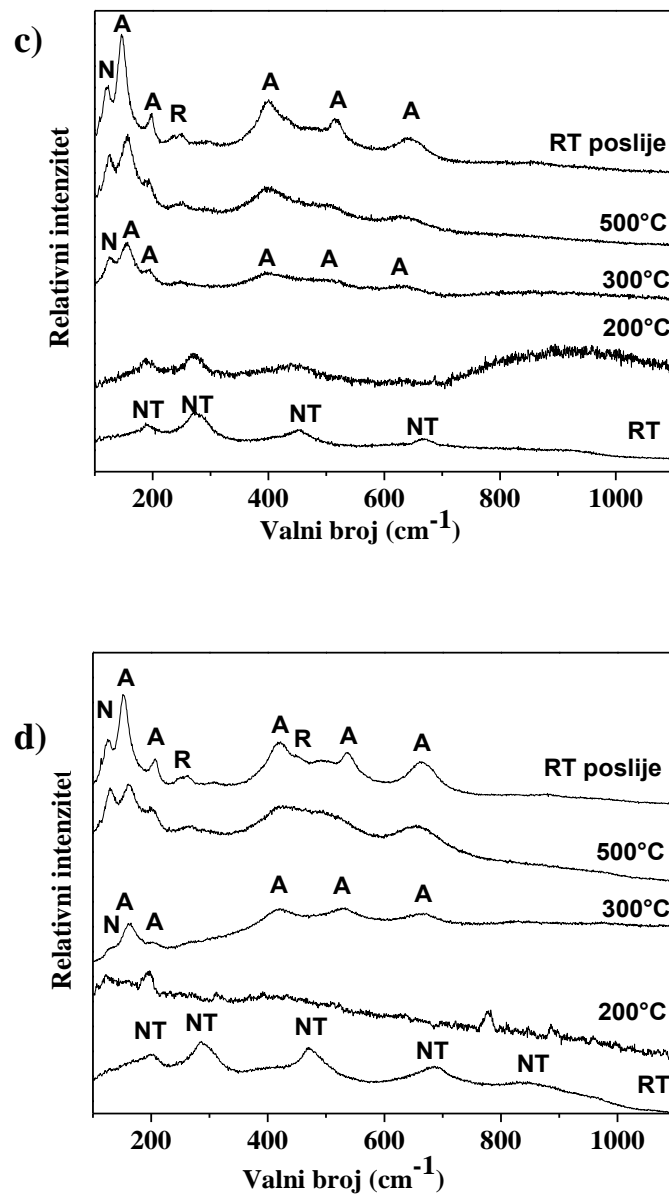 c)
A
N
A
R
A
A
A
RT poslije
500°C
N
A
A
A
A
A
300°C
200°C
NT
NT
NT
NT
RT
Relativni intenzitet
200
400
600
800
1000
Valni broj (cm⁻¹)
d)
A
N
A
R
A
R
A
A
RT poslije
500°C
A
N
A
A
A
A
300°C
200°C
NT
NT
NT
NT
NT
RT
Relativni intenzitet
200
400
600
800
1000
Valni broj (cm⁻¹)